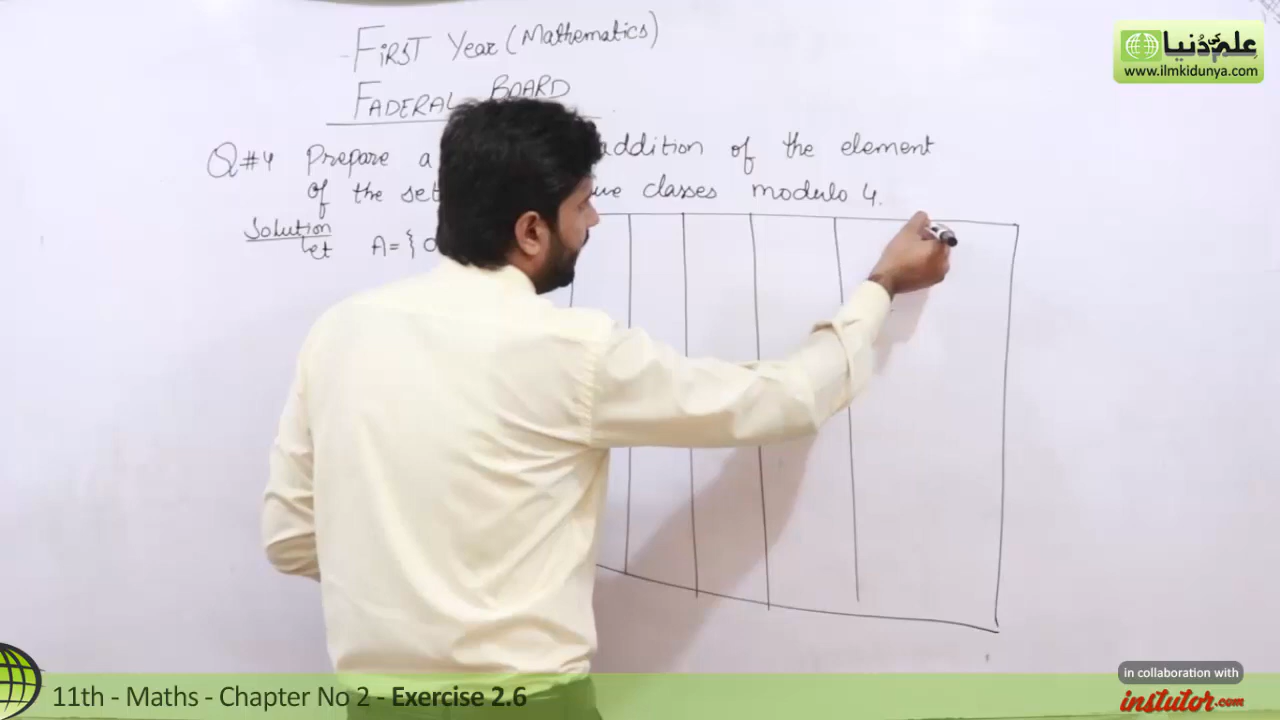 First Year (Mathematics)
FADERAL BOARD
Q#4 Prepare a addition of the element
of the set classes modulo 4.
Solution
Let A={0
علم کی دنیا
www.ilmkidunya.com
in collaboration with
instutor.com
11th - Maths - Chapter No 2 - Exercise 2.6